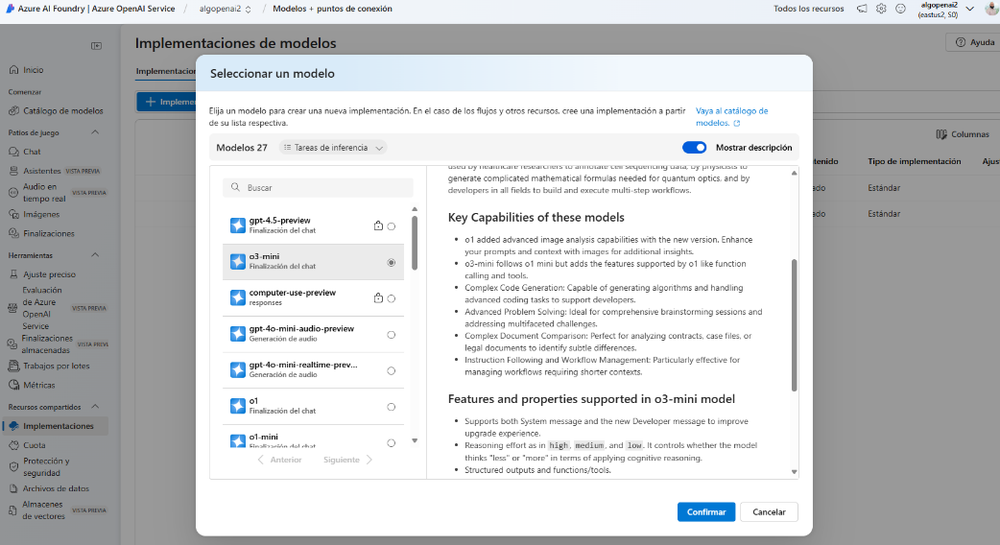 Azure AI Foundry | Azure OpenAI Service / algopenai2 / Modelos + puntos de conexión
Todos los recursos
algopenai2
(eastus2, S0)
Inicio
Comenzar
Catálogo de modelos
Patios de juego
Chat
Asistentes VISTA PREVIA
Audio en
tiempo real VISTA PREVIA
Imágenes
Finalizaciones
Herramientas
Ajuste preciso
Evaluación
de Azure
OpenAI
Service VISTA PREVIA
Finalizaciones
almacenadas VISTA PREVI
Trabajos por lotes
Métricas
Recursos compartidos
Implementaciones
Cuota
Protección y
seguridad
Archivos de datos
Almacenes
de vectores VISTA PREVIA
Implementaciones de modelos
Ayuda
Implementacion
Implemen
Columnas
tenido Tipo de implementación Ajus
ado Estándar
ado Estándar
Seleccionar un modelo
Elija un modelo para crear una nueva implementación. En el caso de los flujos y otros recursos, cree una implementación a partir
de su lista respectiva.
Vaya al catálogo de
modelos.
Modelos 27
Tareas de inferencia
Mostrar descripción
Buscar
gpt-4.5-preview
Finalización del chat
o3-mini
Finalización del chat
computer-use-preview
responses
gpt-4o-mini-audio-preview
Generación de audio
gpt-4o-mini-realtime-prev...
Generación de audio
o1
Finalización del chat
o1-mini
Finalización del chat
Anterior Siguiente
used by healthcare researchers to annotate cell sequencing data, by physicists to
generate complicated mathematical formulas needed for quantum optics, and by
developers in all fields to build and execute multi-step workflows.
Key Capabilities of these models
• o1 added advanced image analysis capabilities with the new version. Enhance
your prompts and context with images for additional insights.
• o3-mini follows o1 mini but adds the features supported by o1 like function
calling and tools.
• Complex Code Generation: Capable of generating algorithms and handling
advanced coding tasks to support developers.
• Advanced Problem Solving: Ideal for comprehensive brainstorming sessions and
addressing multifaceted challenges.
• Complex Document Comparison: Perfect for analyzing contracts, case files, or
legal documents to identify subtle differences.
• Instruction Following and Workflow Management: Particularly effective for
managing workflows requiring shorter contexts.
Features and properties supported in o3-mini model
• Supports both System message and the new Developer message to improve
upgrade experience.
• Reasoning effort as in high, medium, and low. It controls whether the model
thinks "less" or "more" in terms of applying cognitive reasoning.
• Structured outputs and functions/tools.
Confirmar
Cancelar